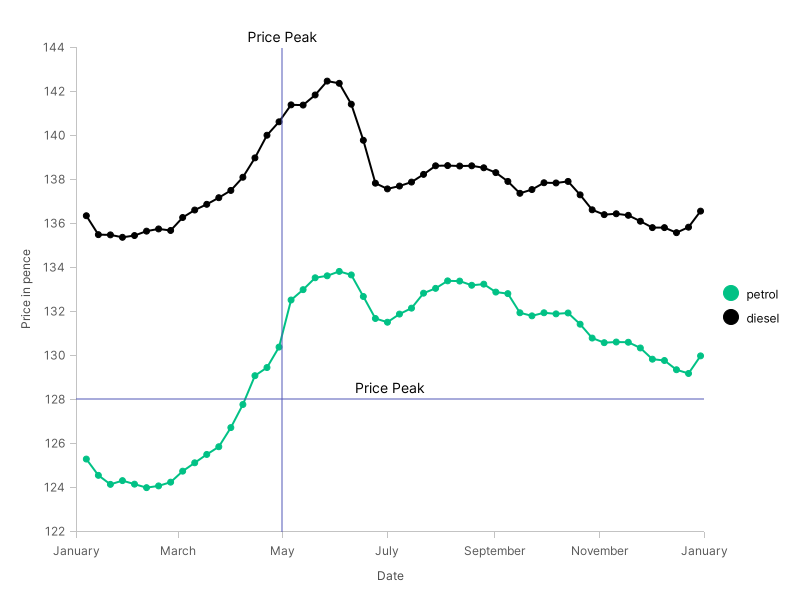 Price Peak
144
142
140
138
136
134
132
130
128
126
124
122
Price in pence
Price Peak
petrol
diesel
January March May July September November January
Date